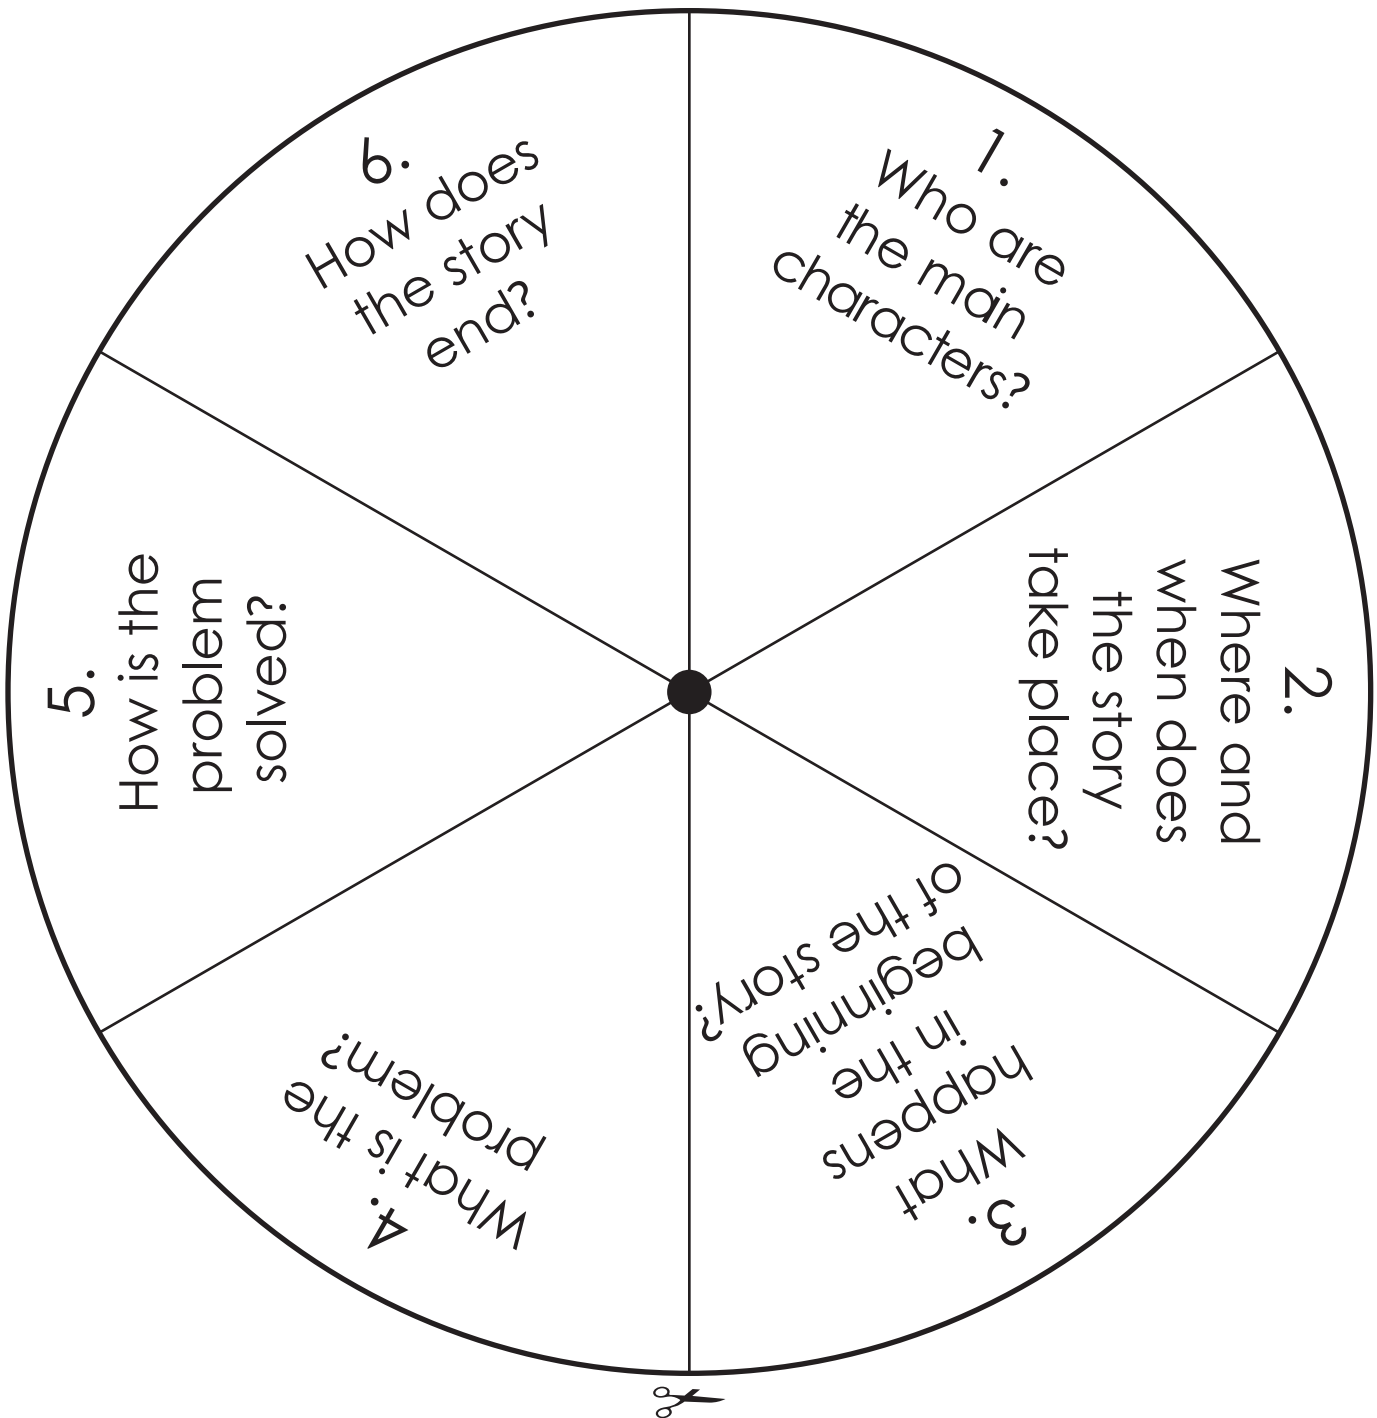 1.
Who are
the main
characters?
2.
Where and
when does
the story
take place?
3.
What
happens
in the
beginning
of the story?
4.
What is the
problem?
5.
How is the
problem
solved?
6.
How does
the story
end?